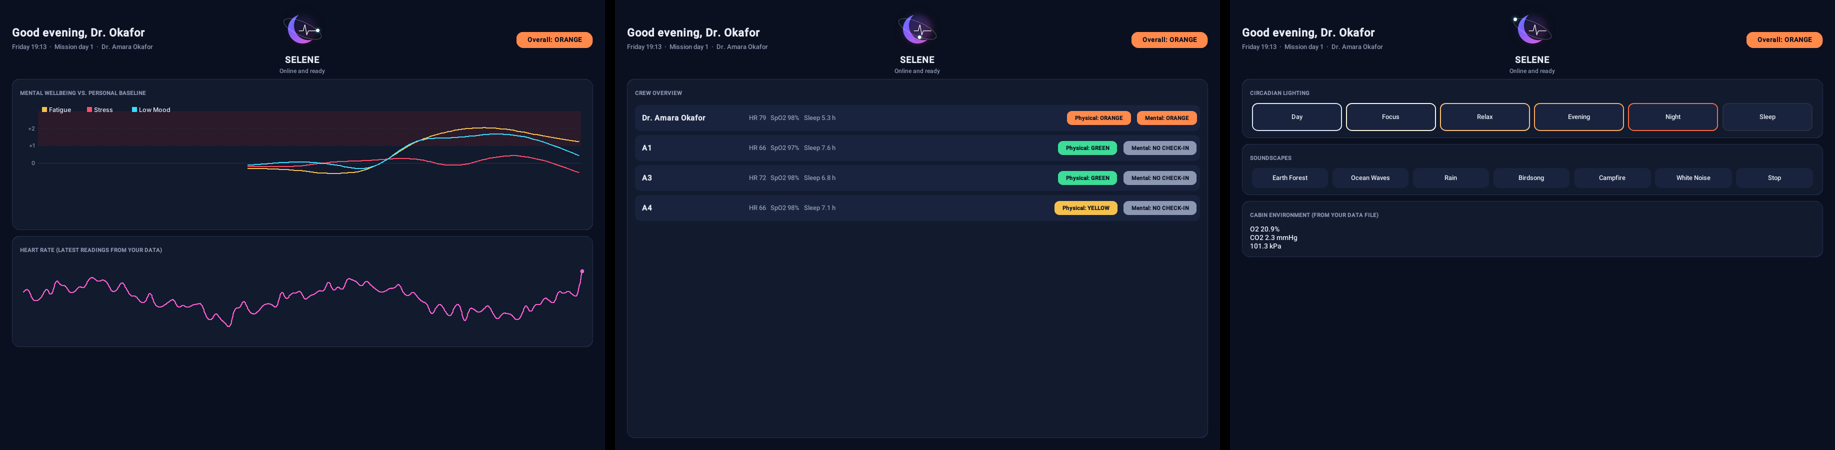 Good evening, Dr. Okafor
Friday 19:13 · Mission day 1 · Dr. Amara Okafor
SELENE
Online and ready
Overall: ORANGE
MENTAL WELLBEING VS. PERSONAL BASELINE
Fatigue Stress Low Mood
+2
+1
0
HEART RATE (LATEST READINGS FROM YOUR DATA)
Good evening, Dr. Okafor
Friday 19:13 · Mission day 1 · Dr. Amara Okafor
SELENE
Online and ready
Overall: ORANGE
CREW OVERVIEW
Dr. Amara Okafor HR 79 SpO2 98% Sleep 5.3 h Physical: ORANGE Mental: ORANGE
A1 HR 66 SpO2 97% Sleep 7.6 h Physical: GREEN Mental: NO CHECK-IN
A3 HR 72 SpO2 98% Sleep 6.8 h Physical: GREEN Mental: NO CHECK-IN
A4 HR 66 SpO2 98% Sleep 7.1 h Physical: YELLOW Mental: NO CHECK-IN
Good evening, Dr. Okafor
Friday 19:13 · Mission day 1 · Dr. Amara Okafor
SELENE
Online and ready
Overall: ORANGE
CIRCADIAN LIGHTING
Day Focus Relax Evening Night Sleep
SOUNDSCAPES
Earth Forest Ocean Waves Rain Birdsong Campfire White Noise Stop
CABIN ENVIRONMENT (FROM YOUR DATA FILE)
O2 20.9%
CO2 2.3 mmHg
101.3 kPa